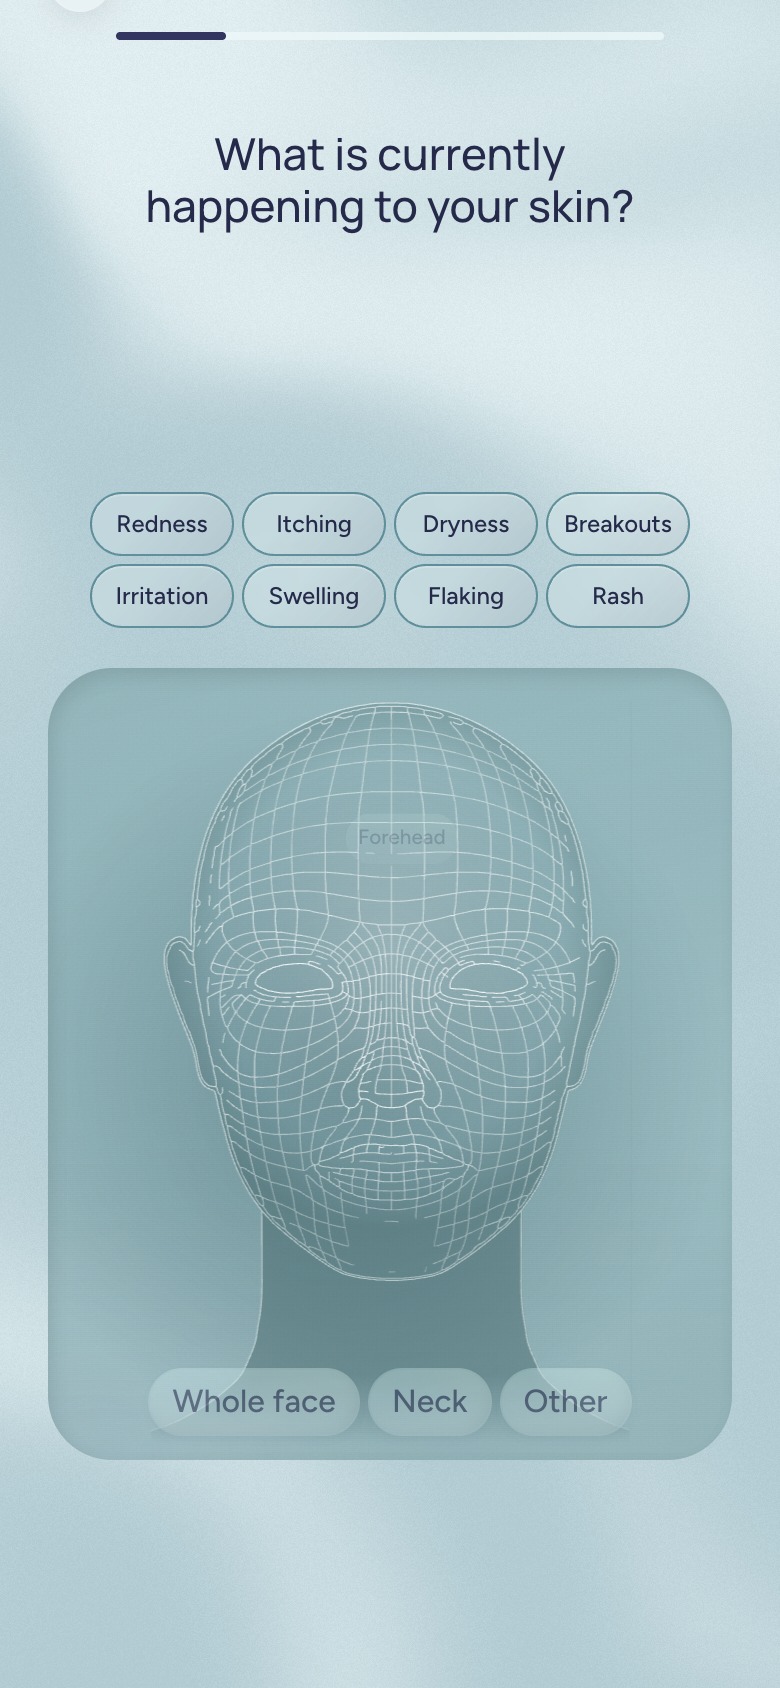 What is currently
happening to your skin?
Redness Itching Dryness Breakouts
Irritation Swelling Flaking Rash
Forehead
Whole face Neck Other